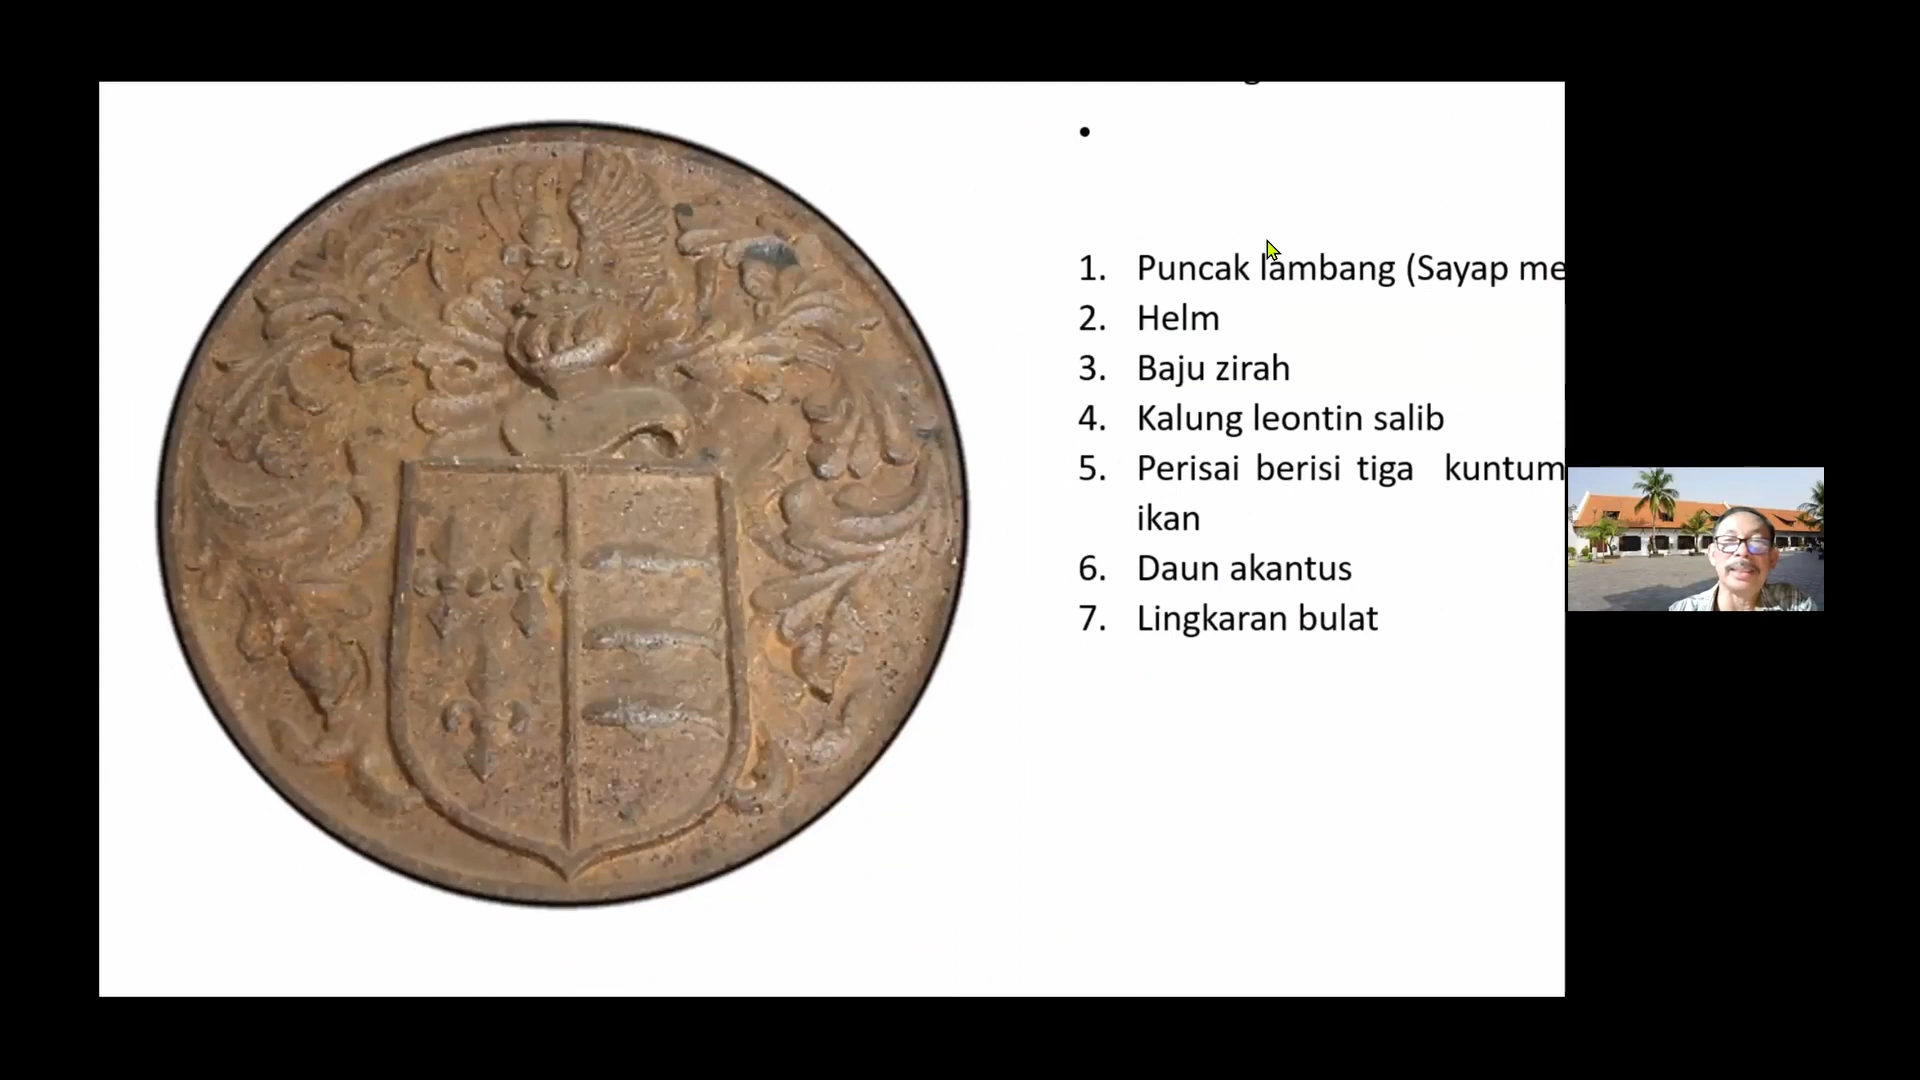 •
1. Puncak lambang (Sayap me
2. Helm
3. Baju zirah
4. Kalung leontin salib
5. Perisai berisi tiga kuntum
ikan
6. Daun akantus
7. Lingkaran bulat